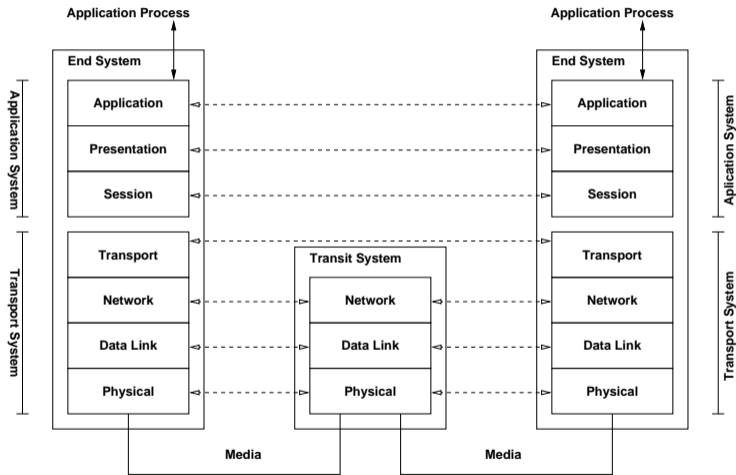 Application Process
Application Process
End System
End System
Application System
Application
Presentation
Session
Application
Presentation
Session
Aplication System
Transport System
Transport
Network
Data Link
Physical
Transit System
Network
Data Link
Physical
Transport
Network
Data Link
Physical
Transport System
Media
Media